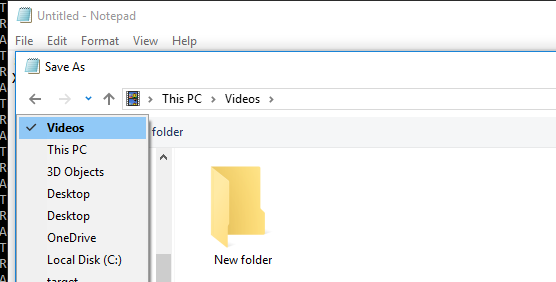 Untitled - Notepad
File Edit Format View Help
Save As
This PC > Videos >
folder
Videos
This PC
3D Objects
Desktop
Desktop
OneDrive
Local Disk (C:)
target
New folder